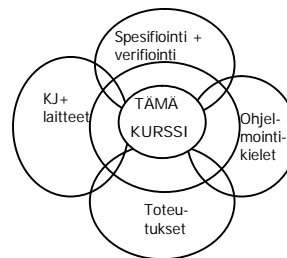 Spesifiointi +
verifiointi
KJ+
laitteet
TÄMÄ
KURSSI
Ohjel-
mointi-
kielet
Toteu-
tukset